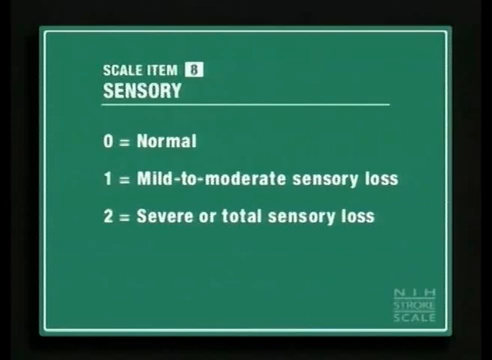 SCALE ITEM 8
SENSORY
0 = Normal
1 = Mild-to-moderate sensory loss
2 = Severe or total sensory loss
NIH
STROKE
SCALE